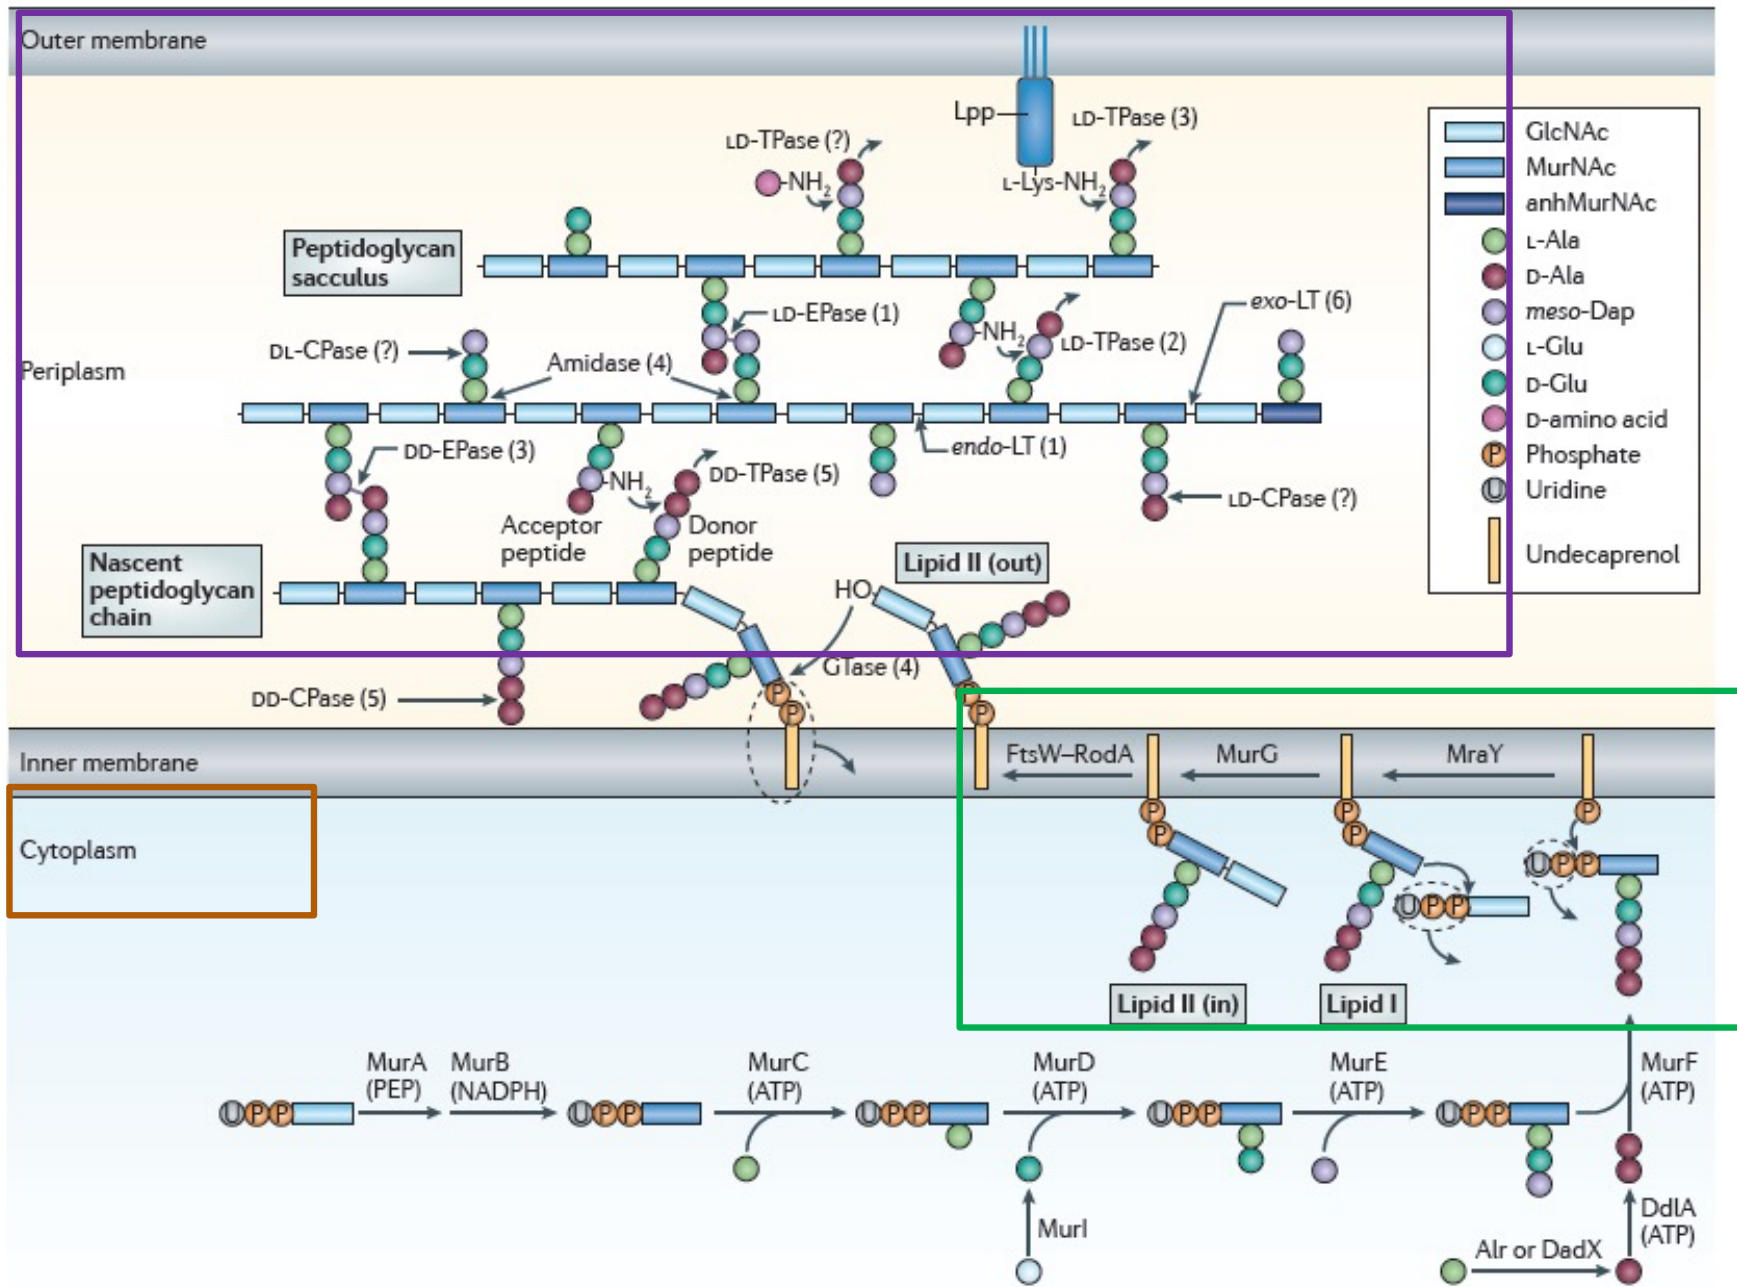 Outer membrane
Lpp
LD-TPase (3)
LD-TPase (?)
NH2
L-Lys-NH2
GlcNAc
MurNAc
anhMurNAc
L-Ala
D-Ala
meso-Dap
L-Glu
D-Glu
D-amino acid
P Phosphate
U Uridine
Undecaprenol
Peptidoglycan
sacculus
LD-EPase (1)
exo-LT (6)
DL-CPase (?)
NH2
LD-TPase (2)
Periplasm
Amidase (4)
DD-EPase (3)
endo-LT (1)
NH2
DD-TPase (5)
LD-CPase (?)
Acceptor
peptide
Donor
peptide
Nascent
peptidoglycan
chain
Lipid II (out)
HO
GTase (4)
DD-CPase (5)
P P
P P
Inner membrane
FtsW–RodA
MurG
MraY
Cytoplasm
P
P
P
P
P
U P P
U P P
Lipid II (in)
Lipid I
MurA
(PEP)
MurB
(NADPH)
MurC
(ATP)
MurD
(ATP)
MurE
(ATP)
MurF
(ATP)
U P P
U P P
U P P
U P P
U P P
MurI
DdlA
(ATP)
Alr or DadX